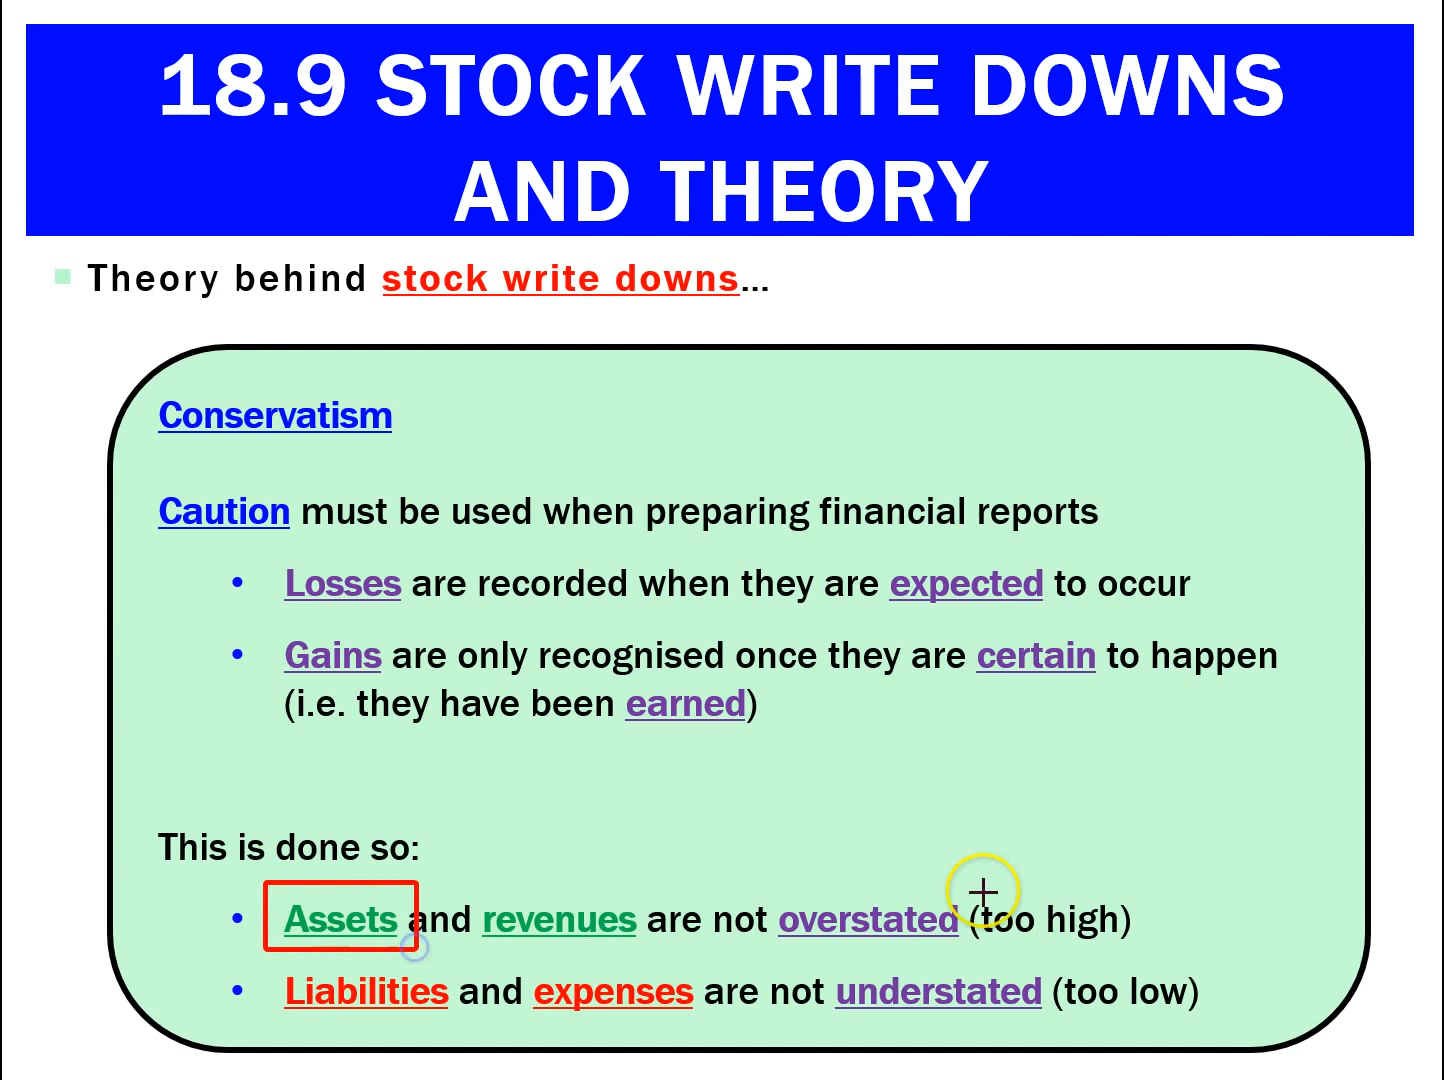 18.9 STOCK WRITE DOWNS
AND THEORY
Theory behind stock write downs...
Conservatism
Caution must be used when preparing financial reports
• Losses are recorded when they are expected to occur
• Gains are only recognised once they are certain to happen
(i.e. they have been earned)
This is done so:
• Assets and revenues are not overstated (too high)
• Liabilities and expenses are not understated (too low)